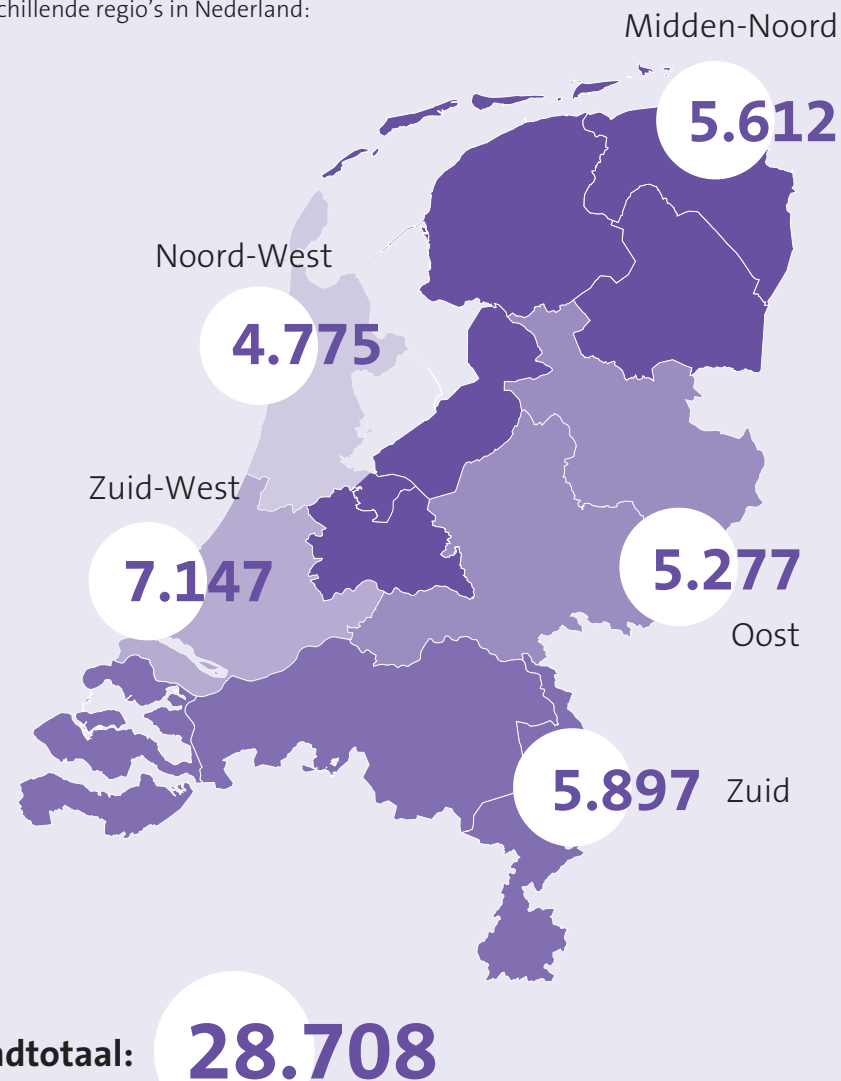 chillende regio's in Nederland:
Midden-Noord
5.612
Noord-West
4.775
Zuid-West
7.147
5.277
Oost
5.897 Zuid
dtotaal: 28.708